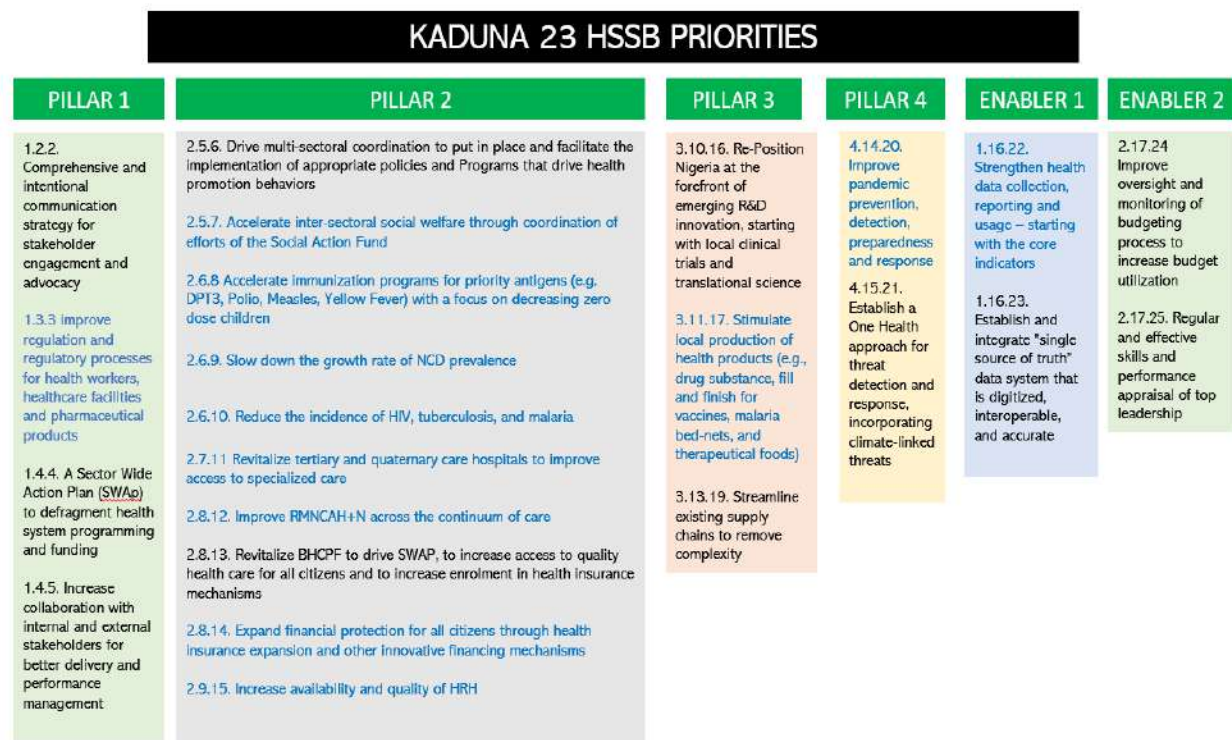 KADUNA 23 HSSB PRIORITIES
PILLAR 1
1.2.2.
Comprehensive and
intentional
communication
strategy for
stakeholder
engagement and
advocacy
1.3.3 improve
regulation and
regulatory processes
for health workers,
healthcare facilities
and pharmaceutical
products
1.4.4. A Sector Wide
Action Plan (SWAp)
to defragment health
system programming
and funding
1.4.5. Increase
collaboration with
internal and external
stakeholders for
better delivery and
performance
management
PILLAR 2
2.5.6. Drive multi-sectoral coordination to put in place and facilitate the
implementation of appropriate policies and Programs that drive health
promotion behaviors
2.5.7. Accelerate inter-sectoral social welfare through coordination of
efforts of the Social Action Fund
2.6.8 Accelerate immunization programs for priority antigens (e.g.
DPT3, Polio, Measles, Yellow Fever) with a focus on decreasing zero
dose children
2.6.9. Slow down the growth rate of NCD prevalence
2.6.10. Reduce the incidence of HIV, tuberculosis, and malaria
2.7.11 Revitalize tertiary and quaternary care hospitals to improve
access to specialized care
2.8.12. Improve RMNCAH+N across the continuum of care
2.8.13. Revitalize BHCPF to drive SWAP, to increase access to quality
health care for all citizens and to increase enrolment in health insurance
mechanisms
2.8.14. Expand financial protection for all citizens through health
insurance expansion and other innovative financing mechanisms
2.9.15. Increase availability and quality of HRH
PILLAR 3
3.10.16. Re-Position
Nigeria at the
forefront of
emerging R&D
innovation, starting
with local clinical
trials and
translational science
3.11.17. Stimulate
local production of
health products (e.g.,
drug substance, fill
and finish for
vaccines, malaria
bed-nets, and
therapeutical foods)
3.13.19. Streamline
existing supply
chains to remove
complexity
PILLAR 4
4.14.20.
Improve
pandemic
prevention,
detection,
preparedness
and response
4.15.21.
Establish a
One Health
approach for
threat
detection and
response,
incorporating
climate-linked
threats
ENABLER 1
1.16.22.
Strengthen health
data collection,
reporting and
usage – starting
with the core
indicators
1.16.23.
Establish and
integrate "single
source of truth"
data system that
is digitized,
interoperable,
and accurate
ENABLER 2
2.17.24
Improve
oversight and
monitoring of
budgeting
process to
increase budget
utilization
2.17.25. Regular
and effective
skills and
performance
appraisal of top
leadership